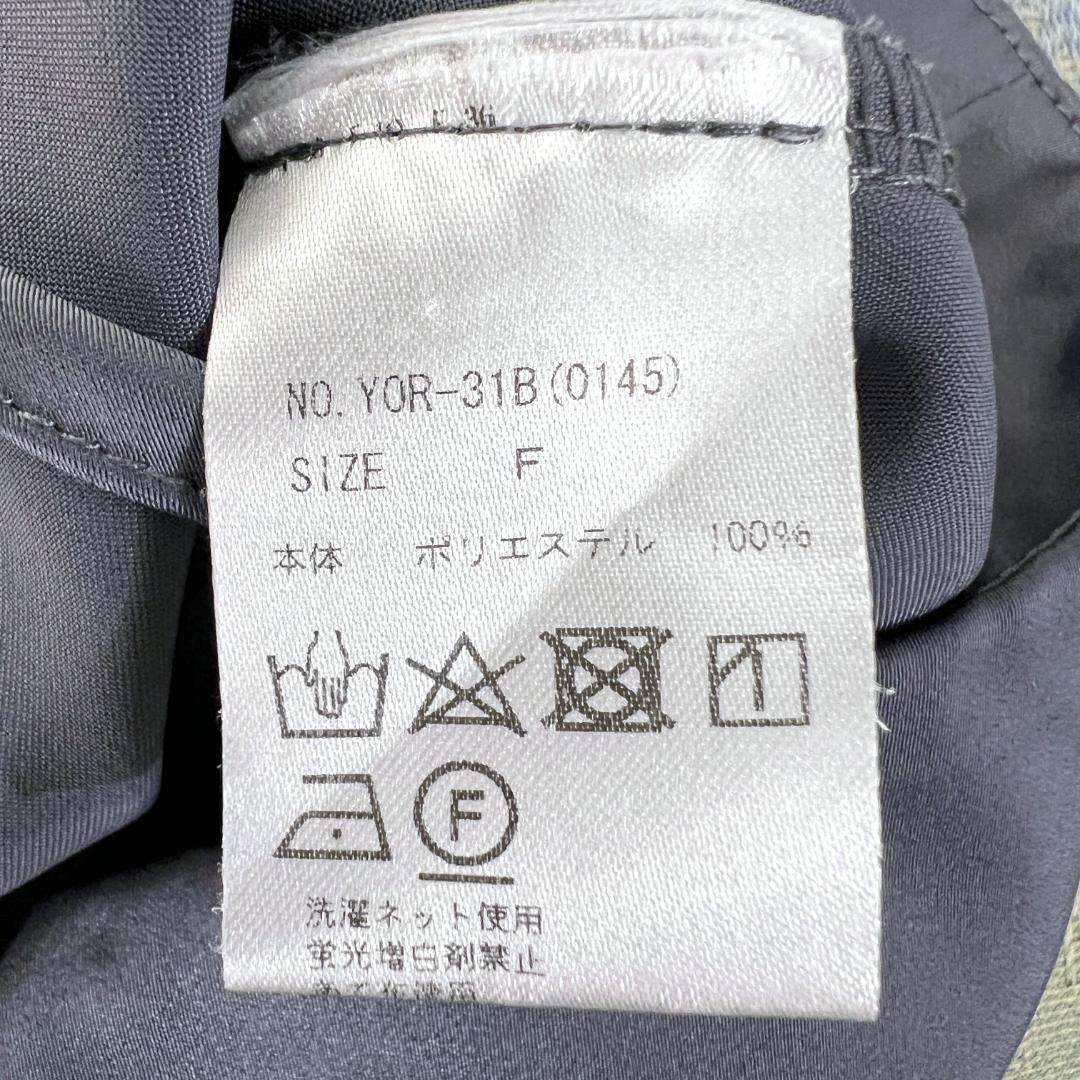 NO. YOR-31B(0145)
SIZE F
本体 ポリエステル 100%
F
洗濯ネット使用
蛍光増白剤禁止